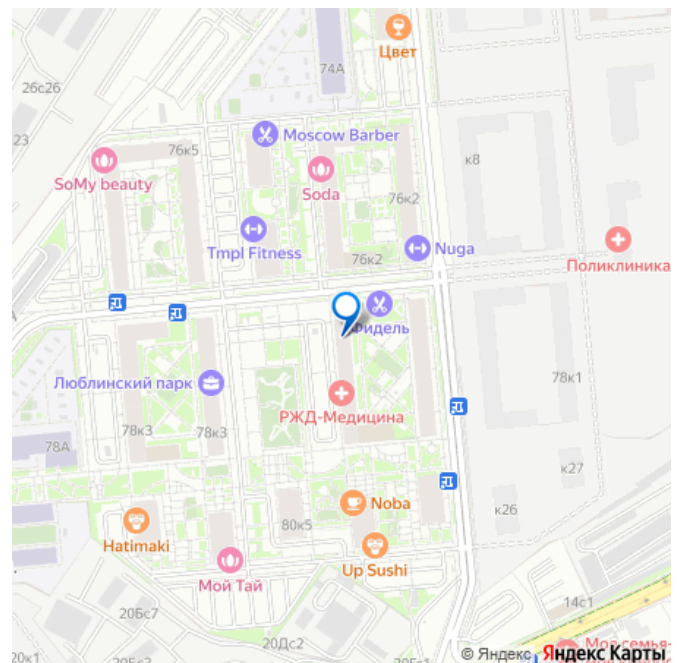 Цвет
74А
26с26
23
Moscow Barber
76к5
к8
SoMy beauty
Soda
76к2
Tmpl Fitness
Nuga
76к2
Поликлиника
Фидель
Люблинский парк
78к1
РЖД-Медицина
78к3
78к3
78А
к27
Noba
80к5
к26
Hatimaki
Up Sushi
Мой Тай
14с1
20Бс7
20Дс2
20к1
© Яндекс Яндекс Карты